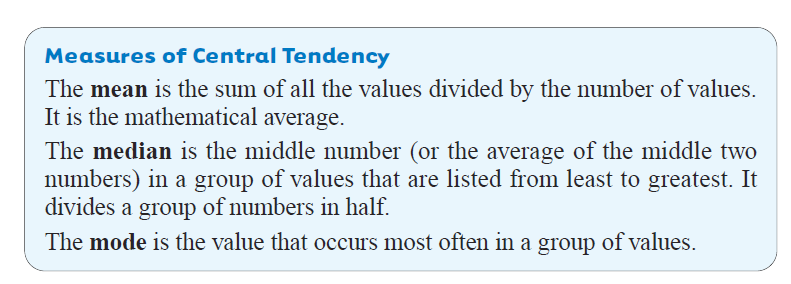 Measures of Central Tendency
The mean is the sum of all the values divided by the number of values.
It is the mathematical average.
The median is the middle number (or the average of the middle two
numbers) in a group of values that are listed from least to greatest. It
divides a group of numbers in half.
The mode is the value that occurs most often in a group of values.